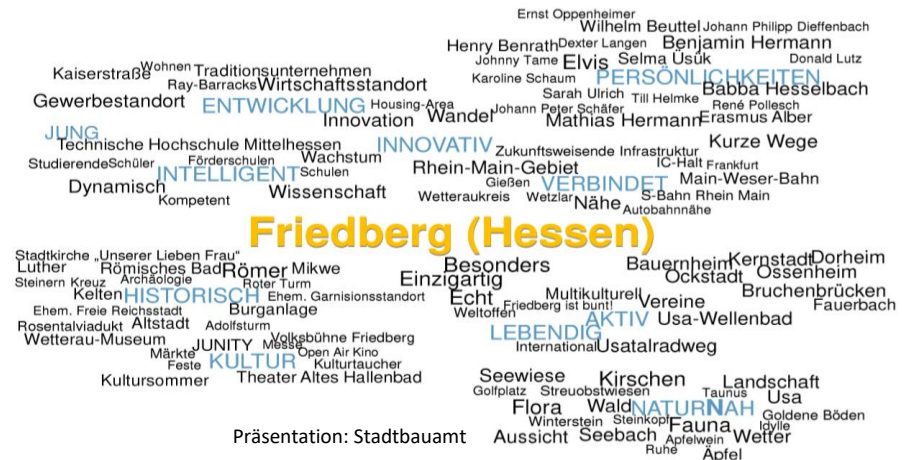 Ernst Oppenheimer
Wilhelm Beuttel Johann Philipp Dieffenbach
Henry Benrath Dexter Langen Benjamin Hermann
Johnny Tame Elvis Selma Üsük Donald Lutz
Karoline Schaum PERSÖNLICHKEITEN
Sarah Ulrich Till Helmke Babba Hesselbach
Johann Peter Schäfer René Pollesch
Mathias Hermann Erasmus Alber
Kaiserstraße Wohnen Traditionsunternehmen
Ray-Barracks Wirtschaftsstandort
Gewerbestandort ENTWICKLUNG Housing-Area
Innovation Wandel
JUNG
Technische Hochschule Mittelhessen
Studierende Schüler Förderschulen Wachstum
INTELLIGENT Schulen
Dynamisch Wissenschaft
Kompetent
INNOVATIV Zukunftsweisende Infrastruktur Kurze Wege
Rhein-Main-Gebiet IC-Halt Frankfurt
Gießen VERBINDET Main-Weser-Bahn
Wetteraukreis Wetzlar Nähe S-Bahn Rhein Main
Autobahnnähe
Friedberg (Hessen)
Stadtkirche „Unserer Lieben Frau“
Luther Römisches Bad Römer Mikwe
Steinern Kreuz Archäologie Roter Turm
Kelten HISTORISCH Ehem. Garnisionsstandort
Ehem. Freie Reichsstadt Burganlage
Rosentalviadukt Altstadt Adolfsturm
Wetterau-Museum JUNITY Messe Volksbühne Friedberg
Märkte KULTUR Open Air Kino
Feste Kulturtaucher
Kultursommer Theater Altes Hallenbad
Besonders Bauernheim Kernstadt Dorheim
Einzigartig Ockstadt Ossenheim
Echt Multikulturell Vereine Bruchenbrücken
Weltoffen Friedberg ist bunt! Fauerbach
AKTIV Usa-Wellenbad
LEBENDIG
International Usatalradweg
Seewiese Kirschen Landschaft
Golfplatz Streuobstwiesen Taunus Usa
Flora Wald NATURNAH Goldene Böden
Winterstein Steinkopf Fauna Idylle
Aussicht Seebach Apfelwein Wetter
Ruhe Äpfel
Präsentation: Stadtbauamt